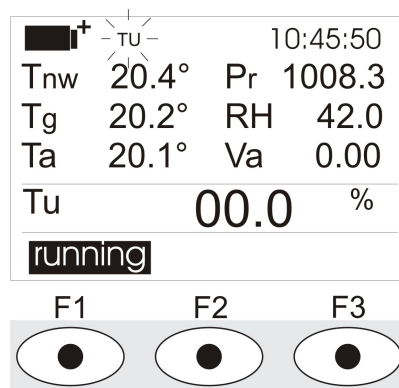 + TU 10:45:50
Tnw 20.4° Pr 1008.3
Tg 20.2° RH 42.0
Ta 20.1° Va 0.00
Tu 00.0 %
running
F1 F2 F3